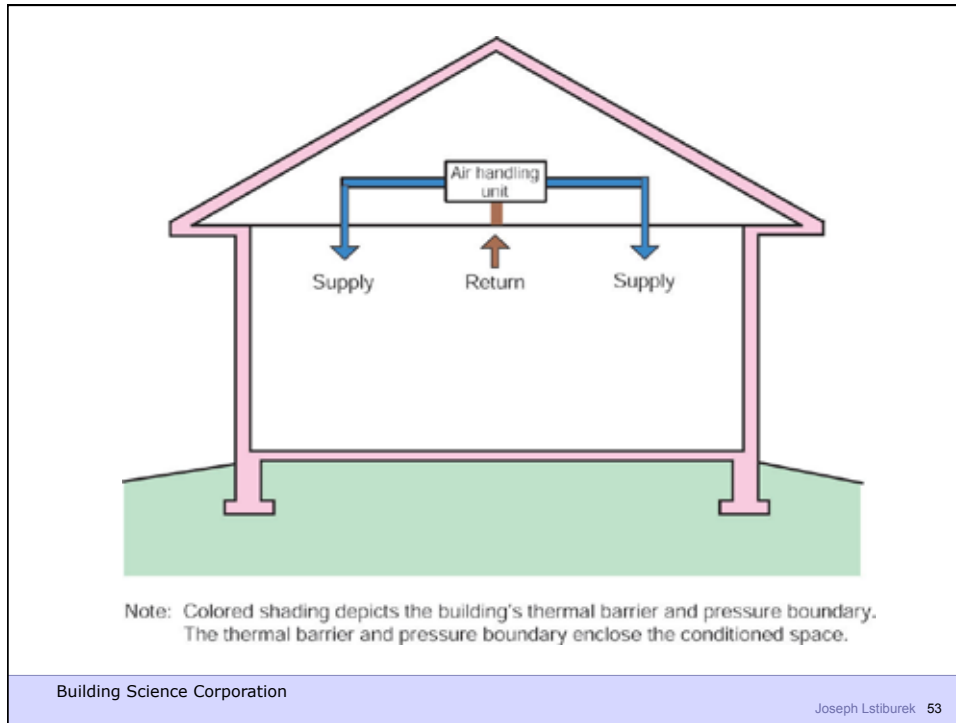 Air handling
unit
Supply
Return
Supply
Note: Colored shading depicts the building's thermal barrier and pressure boundary.
The thermal barrier and pressure boundary enclose the conditioned space.
Building Science Corporation
Joseph Lstiburek 53